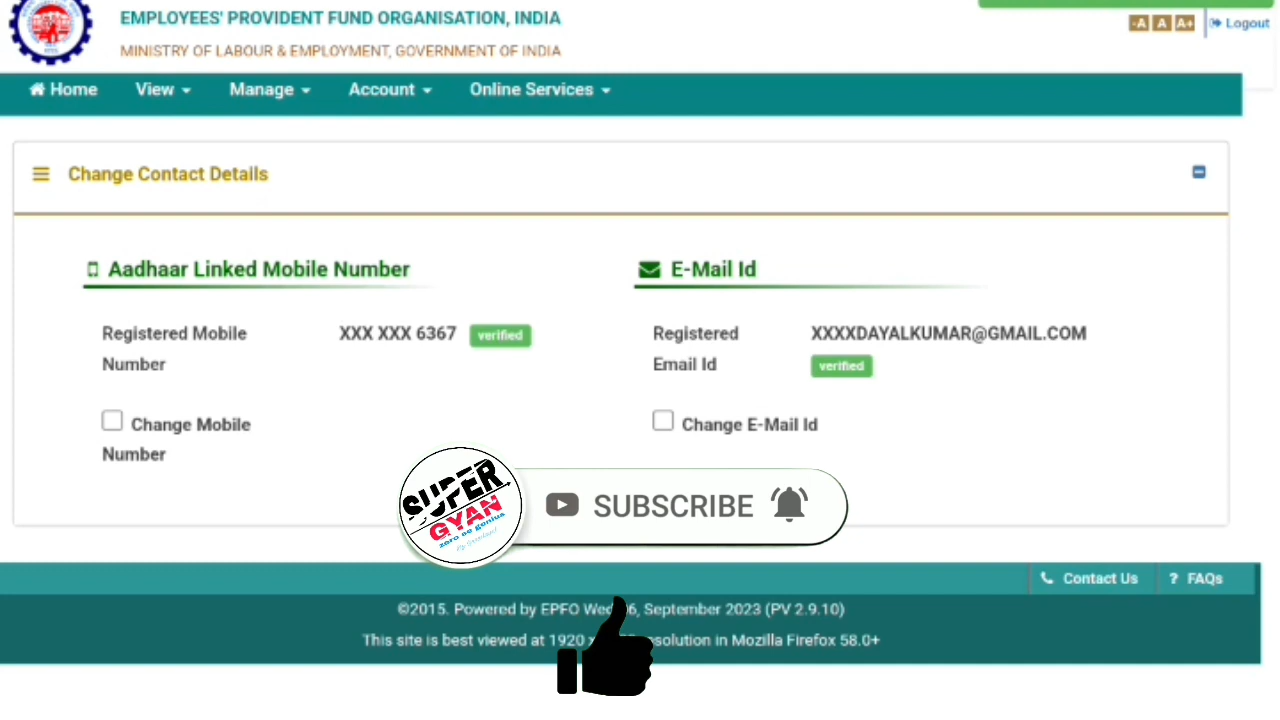 EMPLOYEES' PROVIDENT FUND ORGANISATION, INDIA
MINISTRY OF LABOUR & EMPLOYMENT, GOVERNMENT OF INDIA
-A A A+ Logout
Home View Manage Account Online Services
Change Contact Details
Aadhaar Linked Mobile Number
Registered Mobile Number XXX XXX 6367 verified
Change Mobile Number
E-Mail Id
Registered Email Id XXXXDAYALKUMAR@GMAIL.COM verified
Change E-Mail Id
SUPER
GYAN
zero se genius
SUBSCRIBE
Contact Us ? FAQs
©2015. Powered by EPFO 6, September 2023 (PV 2.9.10)
This site is best viewed at 1920 x in Mozilla Firefox 58.0+